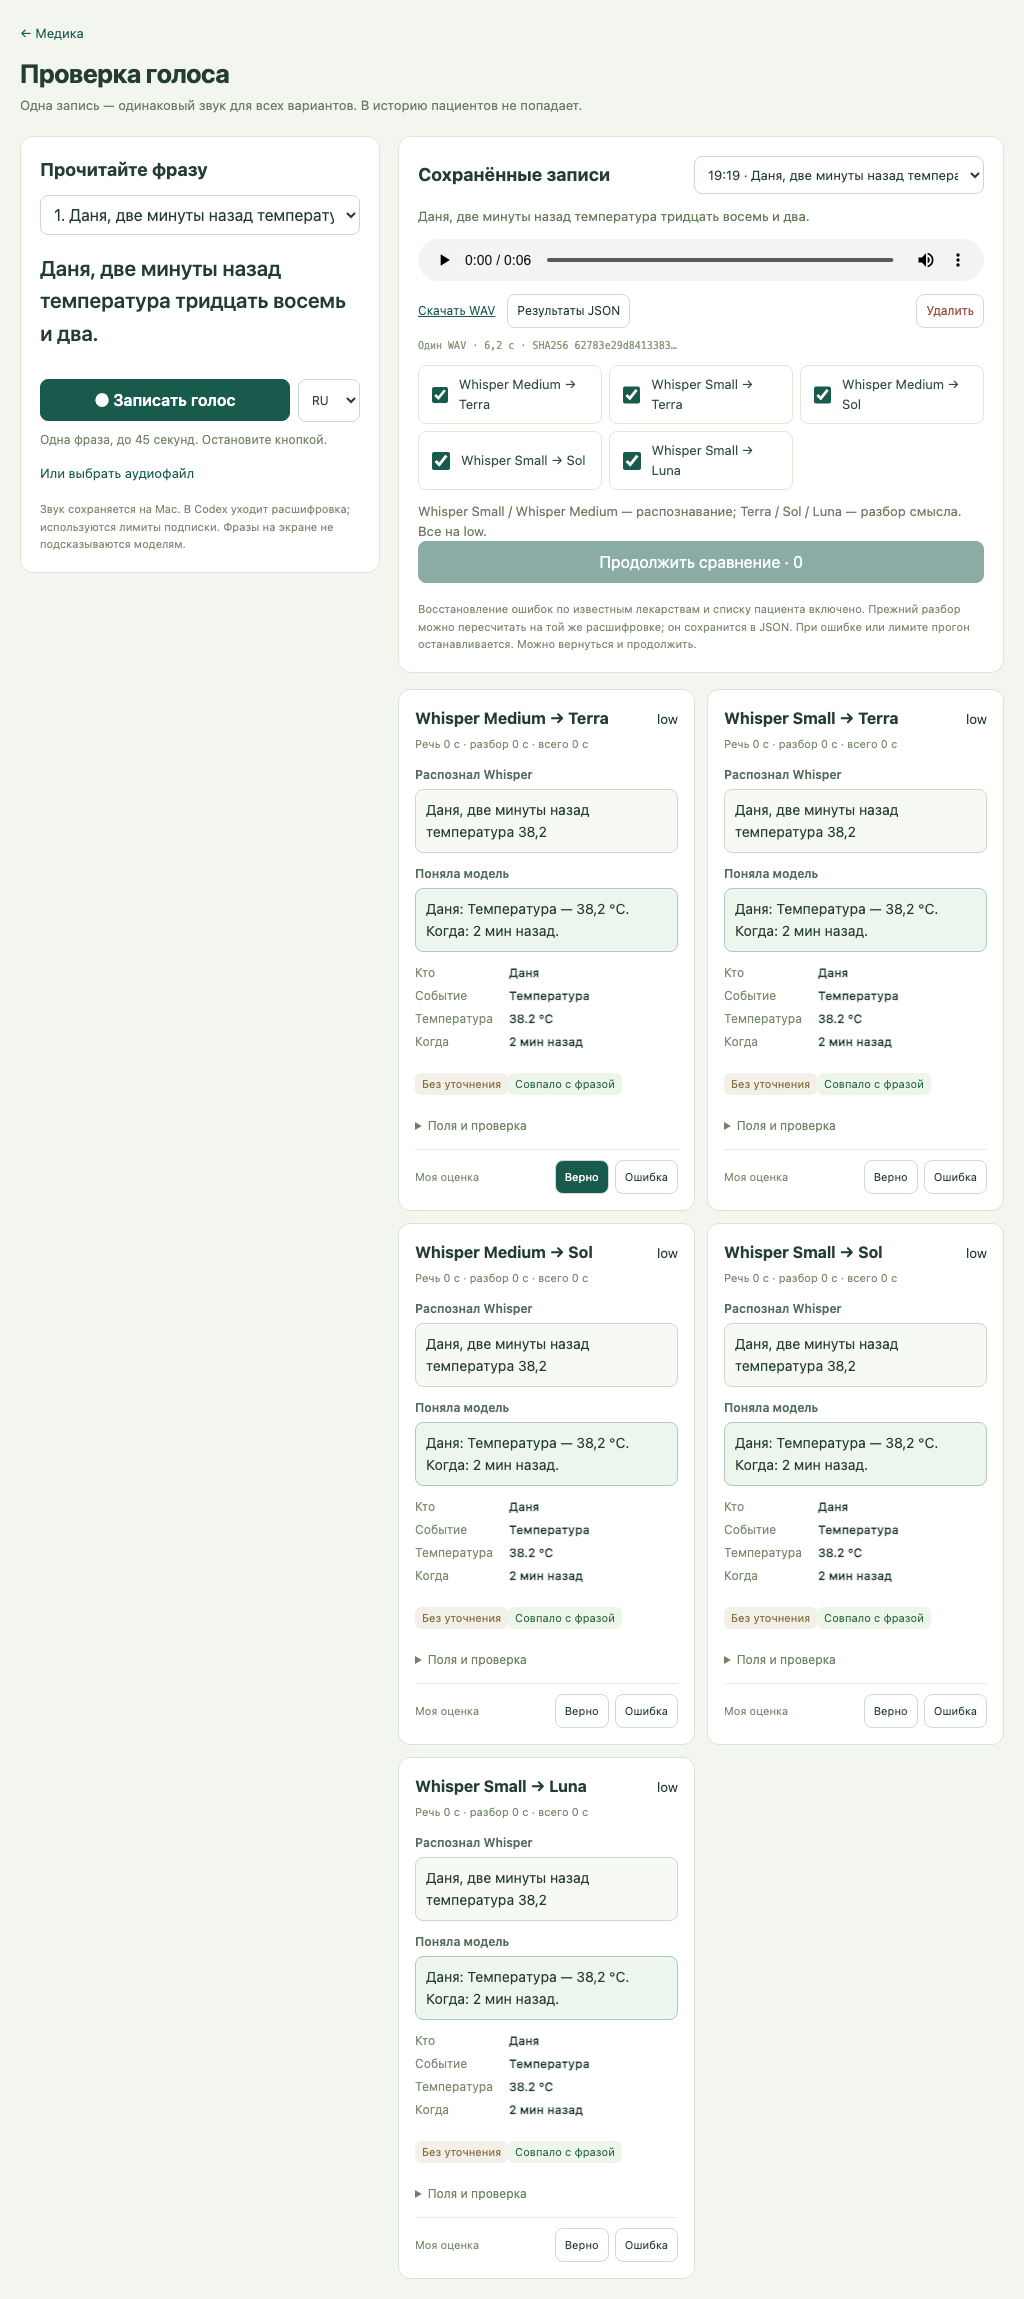 ← Медика
Проверка голоса
Одна запись — одинаковый звук для всех вариантов. В историю пациентов не попадает.
Прочитайте фразу
1. Даня, две минуты назад температу
Даня, две минуты назад
температура тридцать восемь
и два.
Записать голос
RU
Одна фраза, до 45 секунд. Остановите кнопкой.
Или выбрать аудиофайл
Звук сохраняется на Mac. В Codex уходит расшифровка;
используются лимиты подписки. Фразы на экране не
подсказываются моделям.
Сохранённые записи
19:19 · Даня, две минуты назад темпера
Даня, две минуты назад температура тридцать восемь и два.
0:00 / 0:06
Скачать WAV
Результаты JSON
Удалить
Один WAV · 6,2 с · SHA256 62783e29d8413383…
Whisper Medium →
Terra
Whisper Small →
Terra
Whisper Medium →
Sol
Whisper Small → Sol
Whisper Small →
Luna
Whisper Small / Whisper Medium — распознавание; Terra / Sol / Luna — разбор смысла.
Все на low.
Продолжить сравнение · 0
Восстановление ошибок по известным лекарствам и списку пациента включено. Прежний разбор
можно пересчитать на той же расшифровке; он сохранится в JSON. При ошибке или лимите прогон
останавливается. Можно вернуться и продолжить.
Whisper Medium → Terra
low
Речь 0 с · разбор 0 с · всего 0 с
Распознал Whisper
Даня, две минуты назад
температура 38,2
Поняла модель
Даня: Температура — 38,2 °C.
Когда: 2 мин назад.
Кто Даня
Событие Температура
Температура 38.2 °C
Когда 2 мин назад
Без уточнения Совпало с фразой
Поля и проверка
Моя оценка Верно Ошибка
Whisper Small → Terra
low
Речь 0 с · разбор 0 с · всего 0 с
Распознал Whisper
Даня, две минуты назад
температура 38,2
Поняла модель
Даня: Температура — 38,2 °C.
Когда: 2 мин назад.
Кто Даня
Событие Температура
Температура 38.2 °C
Когда 2 мин назад
Без уточнения Совпало с фразой
Поля и проверка
Моя оценка Верно Ошибка
Whisper Medium → Sol
low
Речь 0 с · разбор 0 с · всего 0 с
Распознал Whisper
Даня, две минуты назад
температура 38,2
Поняла модель
Даня: Температура — 38,2 °C.
Когда: 2 мин назад.
Кто Даня
Событие Температура
Температура 38.2 °C
Когда 2 мин назад
Без уточнения Совпало с фразой
Поля и проверка
Моя оценка Верно Ошибка
Whisper Small → Sol
low
Речь 0 с · разбор 0 с · всего 0 с
Распознал Whisper
Даня, две минуты назад
температура 38,2
Поняла модель
Даня: Температура — 38,2 °C.
Когда: 2 мин назад.
Кто Даня
Событие Температура
Температура 38.2 °C
Когда 2 мин назад
Без уточнения Совпало с фразой
Поля и проверка
Моя оценка Верно Ошибка
Whisper Small → Luna
low
Речь 0 с · разбор 0 с · всего 0 с
Распознал Whisper
Даня, две минуты назад
температура 38,2
Поняла модель
Даня: Температура — 38,2 °C.
Когда: 2 мин назад.
Кто Даня
Событие Температура
Температура 38.2 °C
Когда 2 мин назад
Без уточнения Совпало с фразой
Поля и проверка
Моя оценка Верно Ошибка